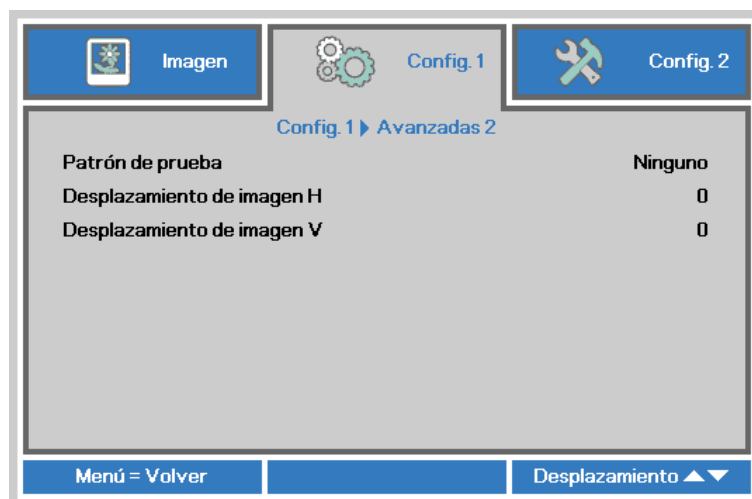 Imagen Config. 1 Config. 2
Config. 1 ▶ Avanzadas 2
Patrón de prueba Ninguno
Desplazamiento de imagen H 0
Desplazamiento de imagen V 0
Menú = Volver Desplazamiento ▲▼